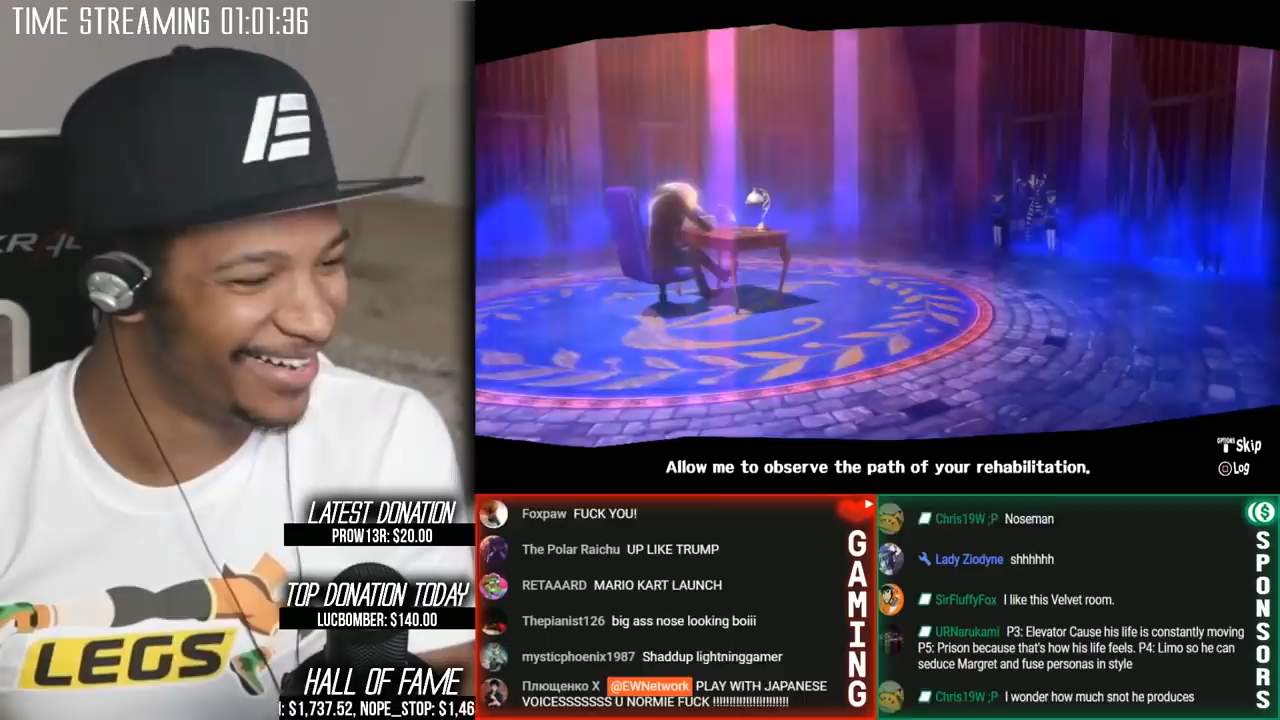 TIME STREAMING 01:01:36
LATEST DONATION
PROW13R: $20.00
TOP DONATION TODAY
LUCBOMBER: $140.00
HALL OF FAME
: $1,737.52, NOPE_STOP: $1,46
LEGS
OPTIONS Skip
Log
Allow me to observe the path of your rehabilitation.
Foxpaw FUCK YOU!
The Polar Raichu UP LIKE TRUMP
RETAAARD MARIO KART LAUNCH
Thepianist126 big ass nose looking boiii
mysticphoenix1987 Shaddup lightninggamer
Плющенко Х @EWNetwork PLAY WITH JAPANESE
VOICESSSSSSS U NORMIE FUCK !!!!!!!!!!!!!!!!!!!!!!!
GAMING
Chris19W ;P Noseman
Lady Ziodyne shhhhhh
SirFluffyFox I like this Velvet room.
URNarukami P3: Elevator Cause his life is constantly moving
P5: Prison because that's how his life feels. P4: Limo so he can
seduce Margret and fuse personas in style
Chris19W ;P I wonder how much snot he produces
SPONSORS